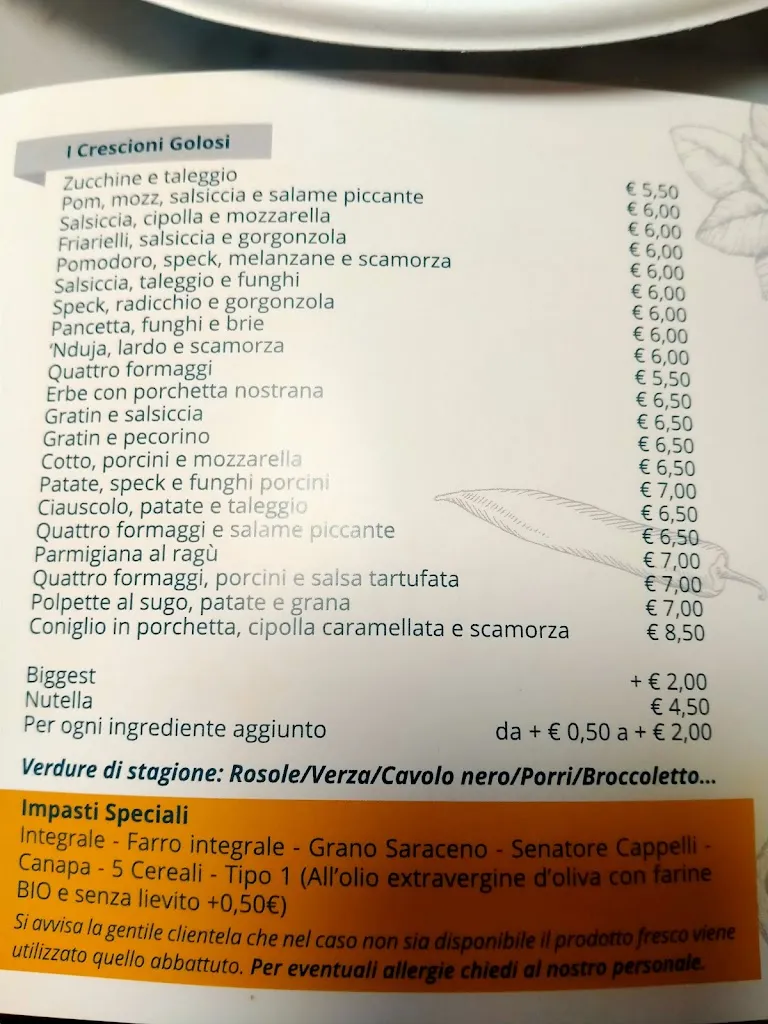 I Crescioni Golosi
Zucchine e taleggio € 5,50
Pom, mozz, salsiccia e salame piccante € 6,00
Salsiccia, cipolla e mozzarella € 6,00
Friarielli, salsiccia e gorgonzola € 6,00
Pomodoro, speck, melanzane e scamorza € 6,00
Salsiccia, taleggio e funghi € 6,00
Speck, radicchio e gorgonzola € 6,00
Pancetta, funghi e brie € 6,00
‘Nduja, lardo e scamorza € 6,00
Quattro formaggi € 5,50
Erbe con porchetta nostrana € 6,50
Gratin e salsiccia € 6,50
Gratin e pecorino € 6,50
Cotto, porcini e mozzarella € 6,50
Patate, speck e funghi porcini € 7,00
Ciauscolo, patate e taleggio € 6,50
Quattro formaggi e salame piccante € 6,50
Parmigiana al ragù € 7,00
Quattro formaggi, porcini e salsa tartufata € 7,00
Polpette al sugo, patate e grana € 7,00
Coniglio in porchetta, cipolla caramellata e scamorza € 8,50
Biggest + € 2,00
Nutella € 4,50
Per ogni ingrediente aggiunto da + € 0,50 a + € 2,00
Verdure di stagione: Rosole/Verza/Cavolo nero/Porri/Broccoletto...
Impasti Speciali
Integrale - Farro integrale - Grano Saraceno - Senatore Cappelli -
Canapa - 5 Cereali - Tipo 1 (All’olio extravergine d’oliva con farine
BIO e senza lievito +0,50€)
Si avvisa la gentile clientela che nel caso non sia disponibile il prodotto fresco viene
utilizzato quello abbattuto. Per eventuali allergie chiedi al nostro personale.